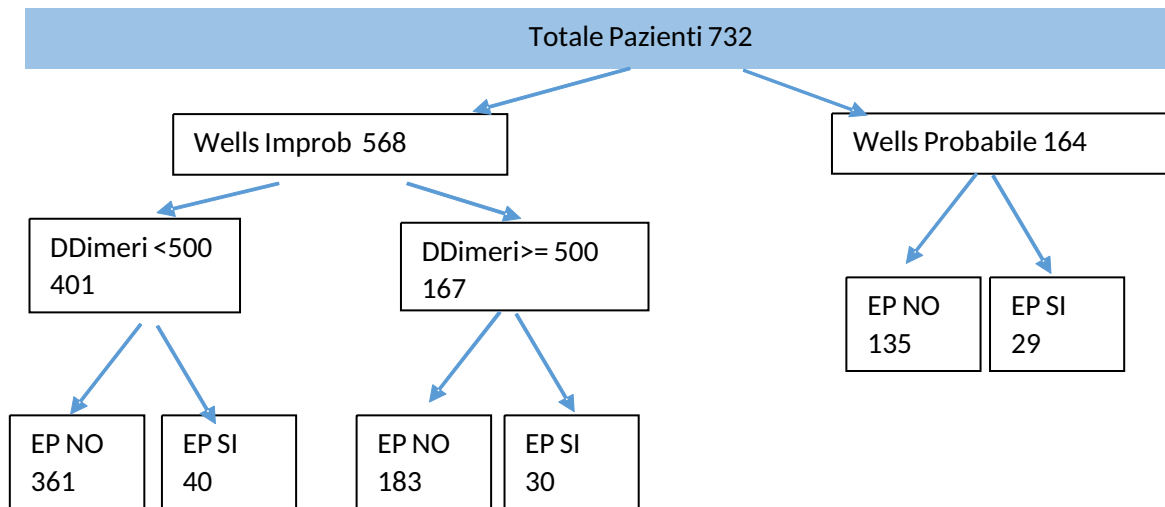 Totale Pazienti 732
Wells Improb 568
Wells Probabile 164
DDimeri <500
401
DDimeri>= 500
167
EP NO
135
EP SI
29
EP NO
361
EP SI
40
EP NO
183
EP SI
30